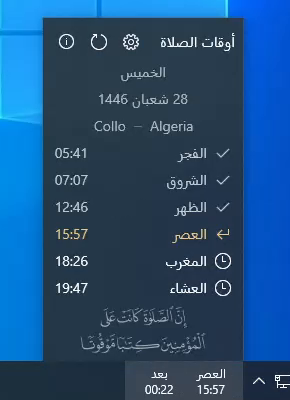 أوقات الصلاة
الخميس
28 شعبان 1446
Collo – Algeria
الفجر 05:41
الشروق 07:07
الظهر 12:46
العصر 15:57
المغرب 18:26
العشاء 19:47
إِنَّ الصَّلَاةَ كَانَتْ عَلَى
الْمُؤْمِنِينَ كِتَابًا مَوْقُوتًا
العصر بعد
15:57 00:22